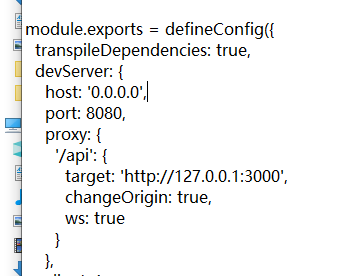 module.exports = defineConfig({
  transpileDependencies: true,
  devServer: {
    host: '0.0.0.0',
    port: 8080,
    proxy: {
      '/api': {
        target: 'http://127.0.0.1:3000',
        changeOrigin: true,
        ws: true
      }
    },